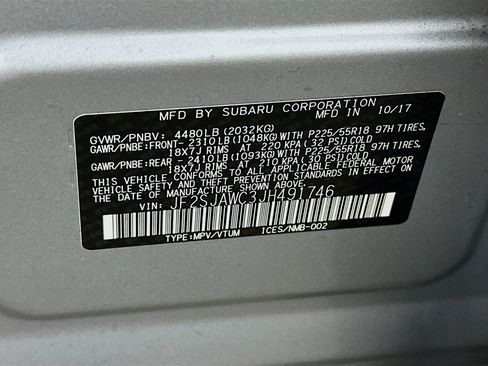 MFD BY SUBARU CORPORATION
MFD IN 10/17
GVWR/PNBV: 4480LB(2032KG)
GAWR/PNBE:FRONT- 2310LB(1048KG)WITH P225/55R18 97H TIRES,
18X7J RIMS AT 220 KPA(32 PSI)COLD
GAWR/PNBE:REAR - 2410LB(1093KG)WITH P225/55R18 97H TIRES,
18X7J RIMS AT 210 KPA(30 PSI)COLD
THIS VEHICLE CONFORMS TO ALL APPLICABLE FEDERAL MOTOR
VEHICLE SAFETY, BUMPER, AND THEFT PREVENTION STANDARDS IN EFFECT
ON THE DATE OF MANUFACTURE SHOWN ABOVE.
VIN: JF2SJAWC3JH491746
TYPE:MPV/VTUM ICES/NMB-002